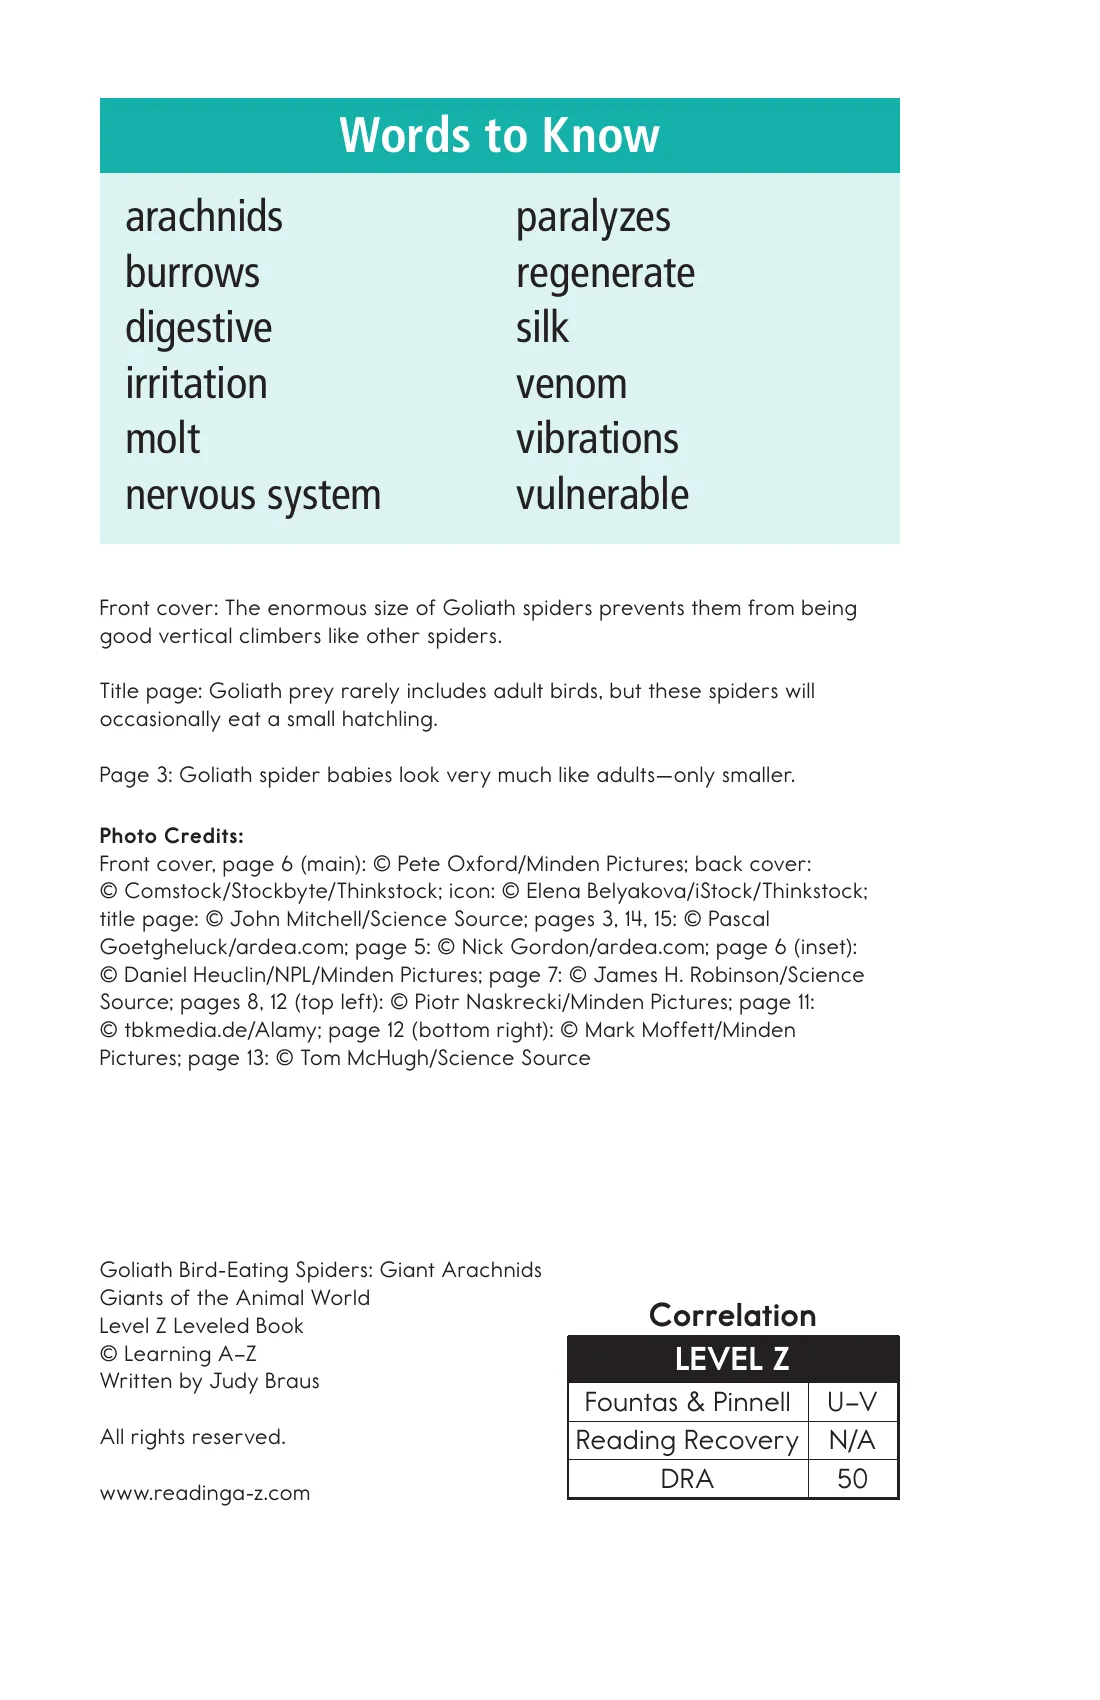 Words to Know
arachnids
burrows
digestive
irritation
molt
nervous system
paralyzes
regenerate
silk
venom
vibrations
vulnerable
Front cover: The enormous size of Goliath spiders prevents them from being
good vertical climbers like other spiders.
Title page: Goliath prey rarely includes adult birds, but these spiders will
occasionally eat a small hatchling.
Page 3: Goliath spider babies look very much like adults—only smaller.
Photo Credits:
Front cover, page 6 (main): © Pete Oxford/Minden Pictures; back cover:
© Comstock/Stockbyte/Thinkstock; icon: © Elena Belyakova/iStock/Thinkstock;
title page: © John Mitchell/Science Source; pages 3, 14, 15: © Pascal
Goetgheluck/ardea.com; page 5: © Nick Gordon/ardea.com; page 6 (inset):
© Daniel Heuclin/NPL/Minden Pictures; page 7: © James H. Robinson/Science
Source; pages 8, 12 (top left): © Piotr Naskrecki/Minden Pictures; page 11:
© tbkmedia.de/Alamy; page 12 (bottom right): © Mark Moffett/Minden
Pictures; page 13: © Tom McHugh/Science Source
Goliath Bird-Eating Spiders: Giant Arachnids
Giants of the Animal World
Level Z Leveled Book
© Learning A–Z
Written by Judy Braus
All rights reserved.
www.readinga-z.com
Correlation
LEVEL Z
Fountas & Pinnell U–V
Reading Recovery N/A
DRA 50